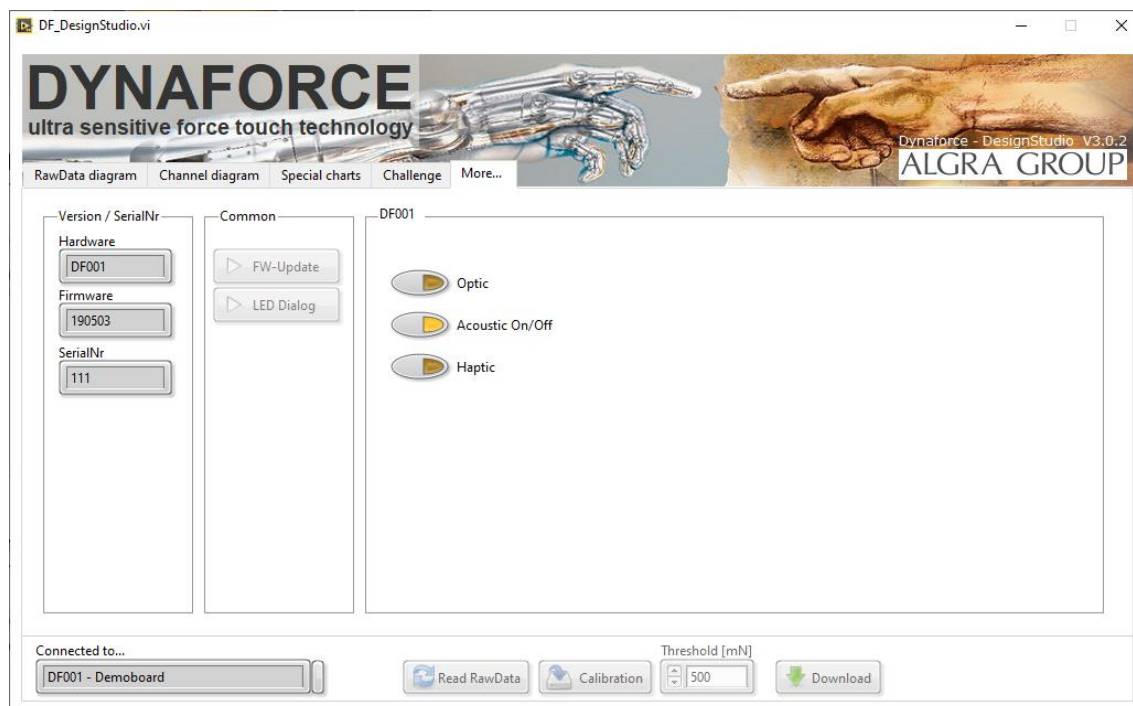 DF_DesignStudio.vi
DYNAFORCE
ultra sensitive force touch technology
Dynaforce - DesignStudio V3.0.2
ALGRA GROUP
RawData diagram
Channel diagram
Special charts
Challenge
More...
Version / SerialNr
Hardware
DF001
Firmware
190503
SerialNr
111
Common
FW-Update
LED Dialog
DF001
Optic
Acoustic On/Off
Haptic
Connected to...
DF001 - Demoboard
Read RawData
Calibration
Threshold [mN]
500
Download